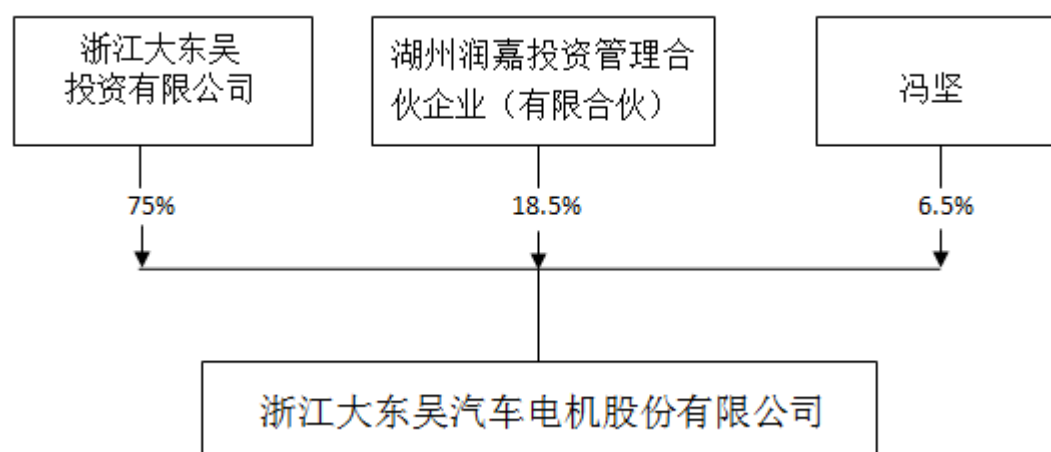 浙江大东吴
投资有限公司
湖州润嘉投资管理合
伙企业（有限合伙）
冯坚
75%
18.5%
6.5%
浙江大东吴汽车电机股份有限公司